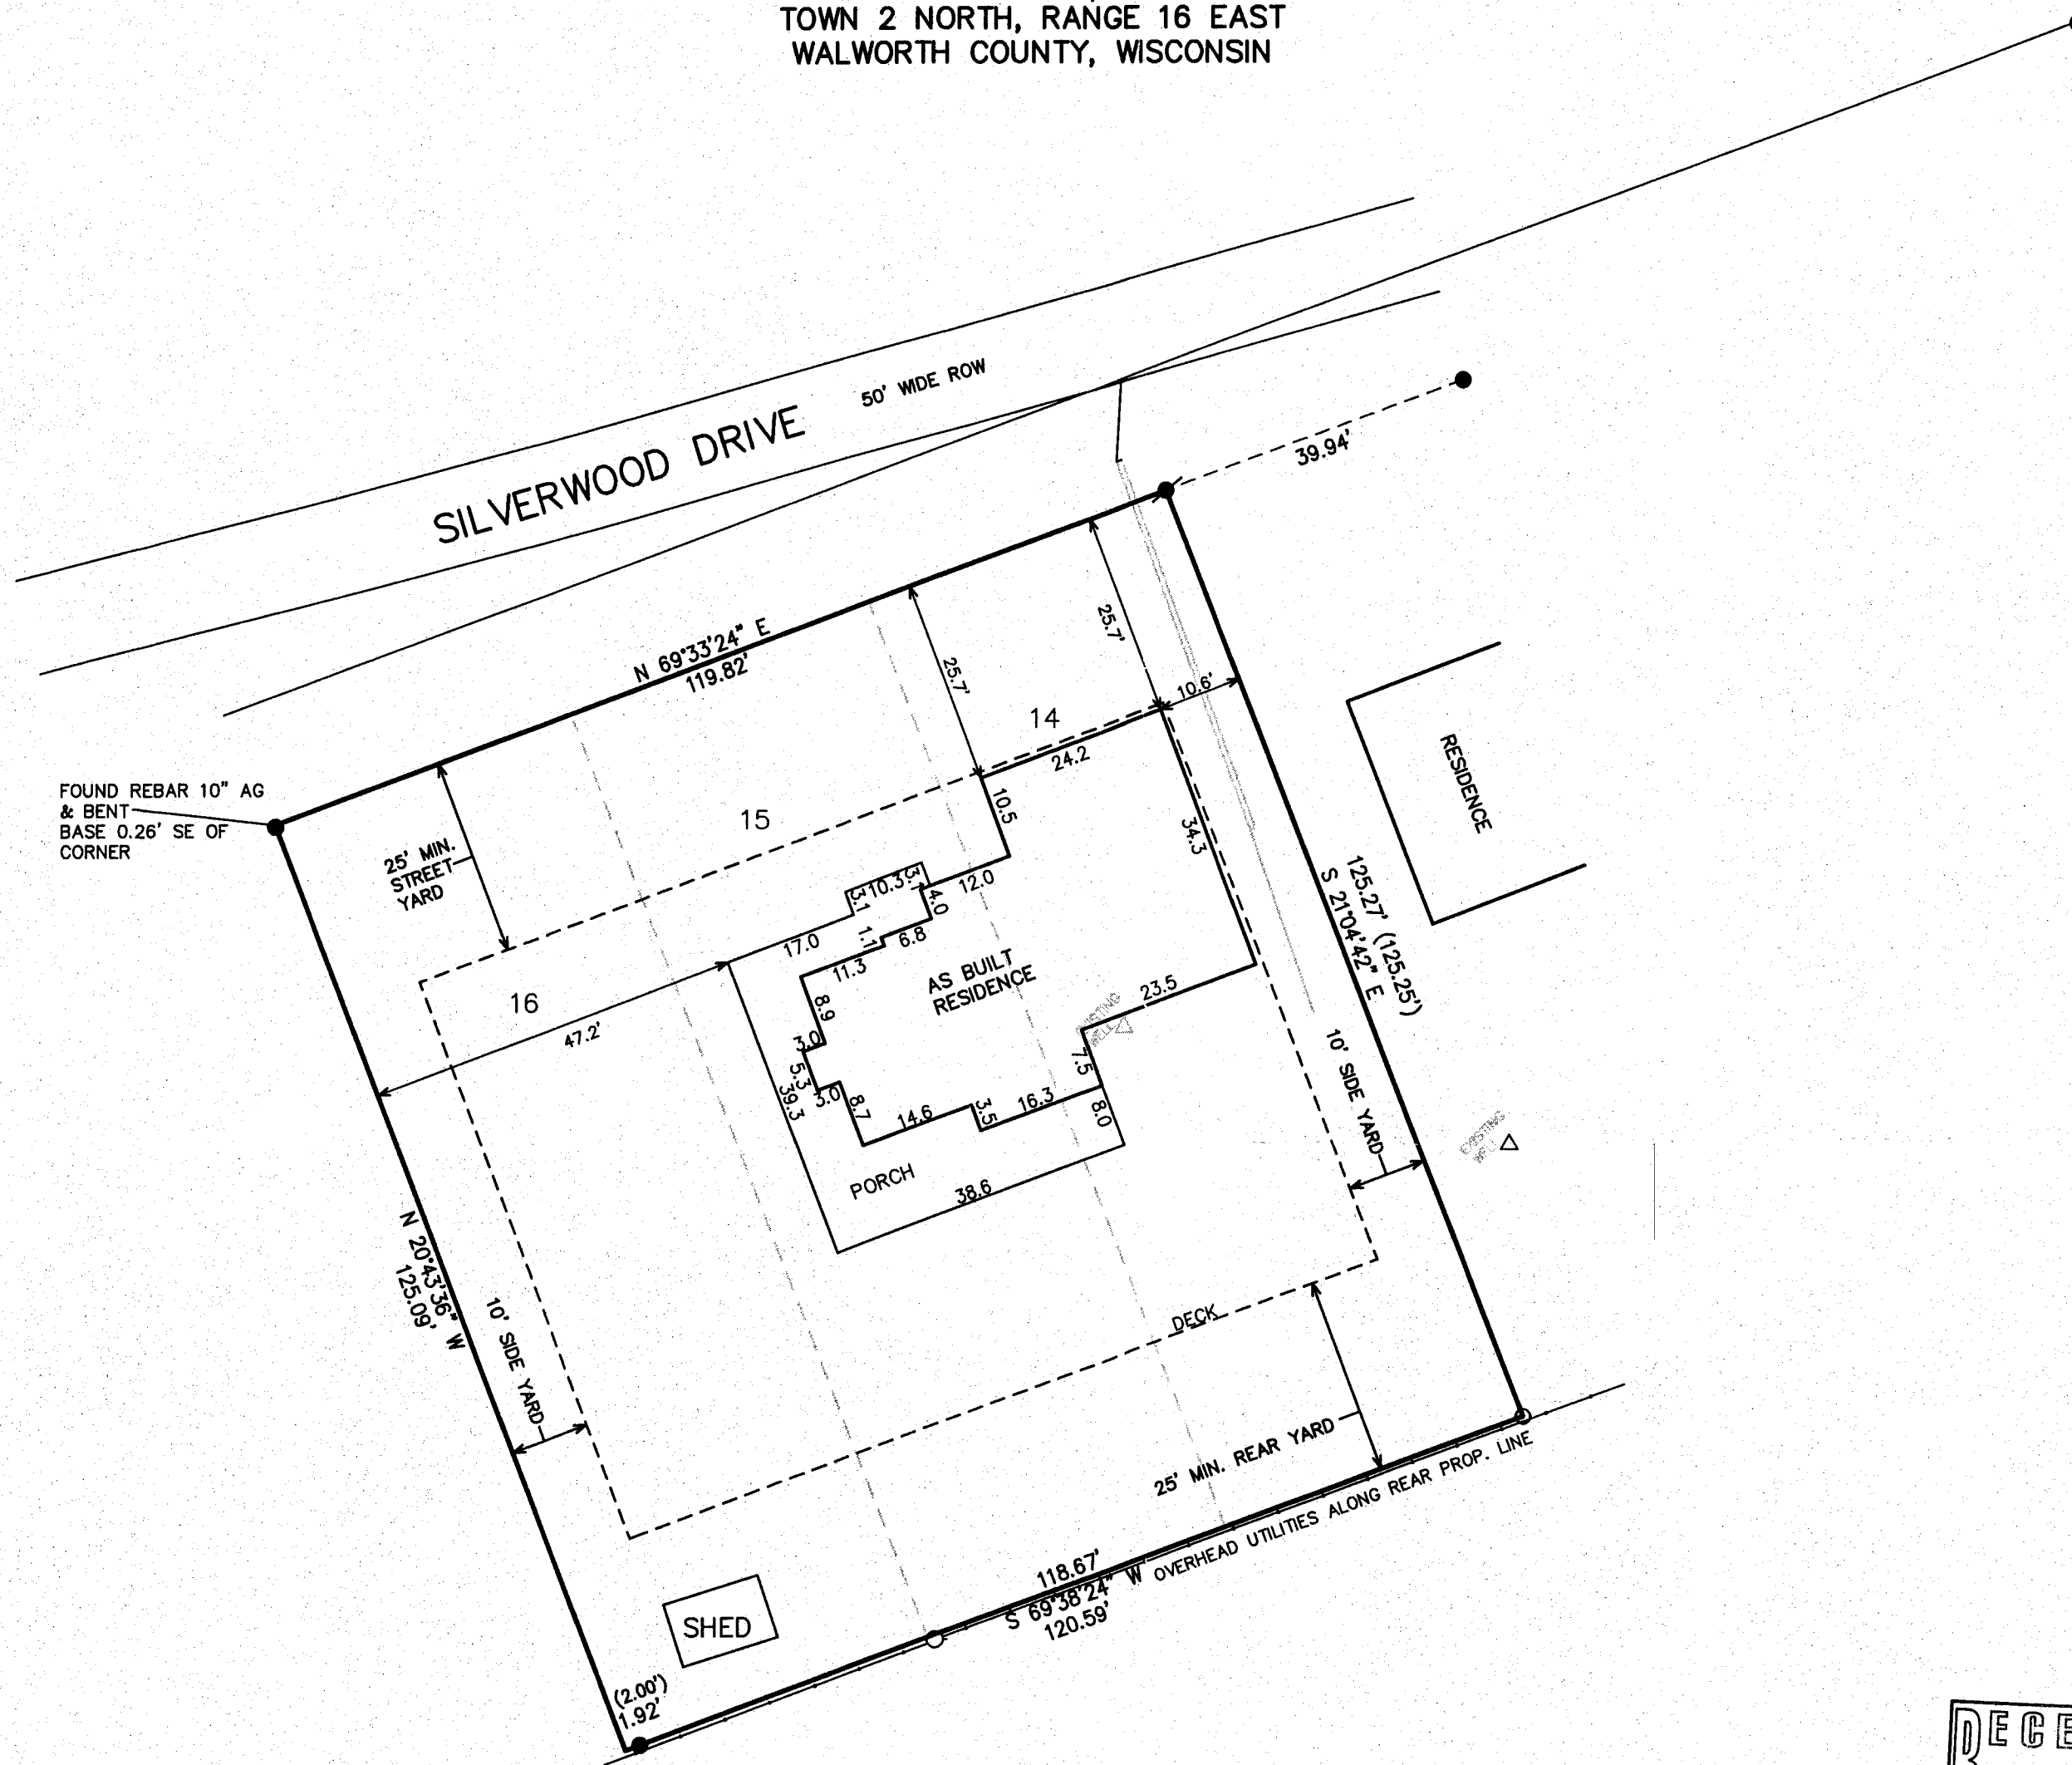 TOWN 2 NORTH, RANGE 16 EAST
WALWORTH COUNTY, WISCONSIN
SILVERWOOD DRIVE
50' WIDE ROW
39.94'
N 69°33'24" E
119.82'
25.7'
25.7'
10.6'
14
24.2
10.5
34.3
RESIDENCE
FOUND REBAR 10" AG
& BENT
BASE 0.26' SE OF
CORNER
25' MIN.
STREET
YARD
15
16
47.2'
17.0
3.1
10.3
3.1
4.0
12.0
1.1
6.8
11.3
AS BUILT
RESIDENCE
8.9
3.0
5.3
3.0
39.3
8.7
14.6
3.5
16.3
7.5
8.0
23.5
EXISTING
WELL
PORCH
38.6
125.27' (125.25')
S 21°04'42" E
10' SIDE YARD
EXISTING
WELL
N 20°43'36" W
125.09'
10' SIDE YARD
DECK
25' MIN. REAR YARD
118.67'
S 69°38'24" W
120.59'
OVERHEAD UTILITIES ALONG REAR PROP. LINE
SHED
(2.00')
1.92'